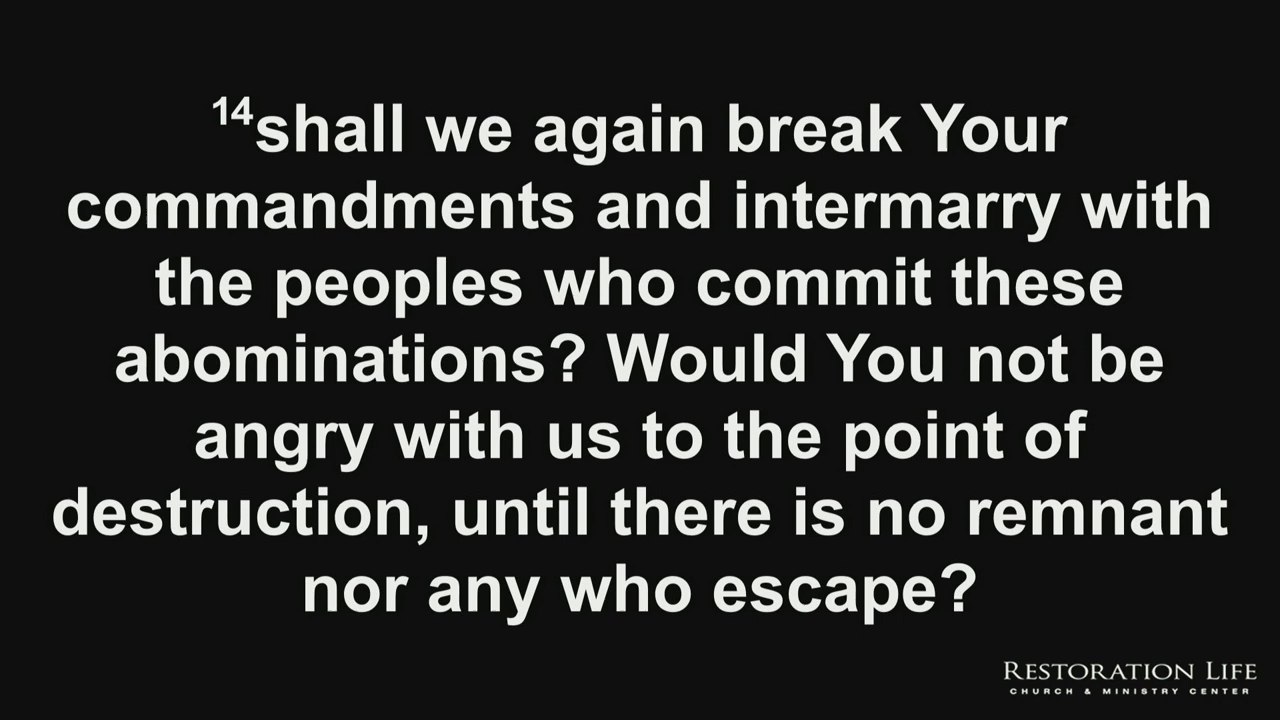 14shall we again break Your
commandments and intermarry with
the peoples who commit these
abominations? Would You not be
angry with us to the point of
destruction, until there is no remnant
nor any who escape?
RESTORATION LIFE
CHURCH & MINISTRY CENTER